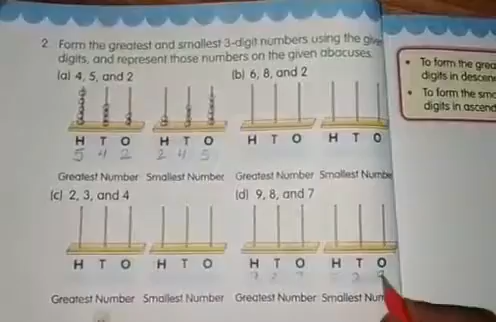 2. Form the greatest and smallest 3-digit numbers using the given
digits, and represent those numbers on the given abacuses.
(a) 4, 5, and 2 (b) 6, 8, and 2
H T O H T O H T O H T O
5 4 2 2 4 5
Greatest Number Smallest Number Greatest Number Smallest Number
(c) 2, 3, and 4 (d) 9, 8, and 7
H T O H T O H T O H T O
Greatest Number Smallest Number Greatest Number Smallest Num
• To form the grea
digits in descen
• To form the sma
digits in ascend